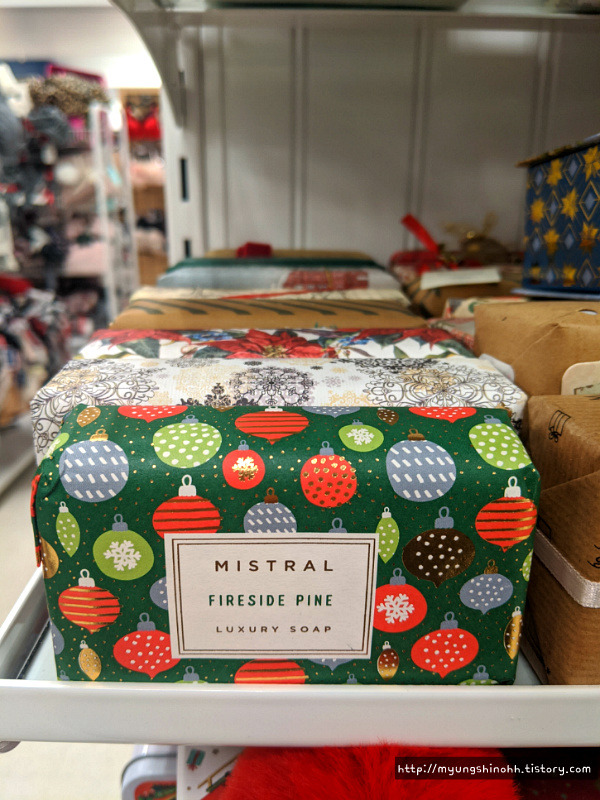 MISTRAL
FIRESIDE PINE
LUXURY SOAP
http://myungshinohh.tistory.com